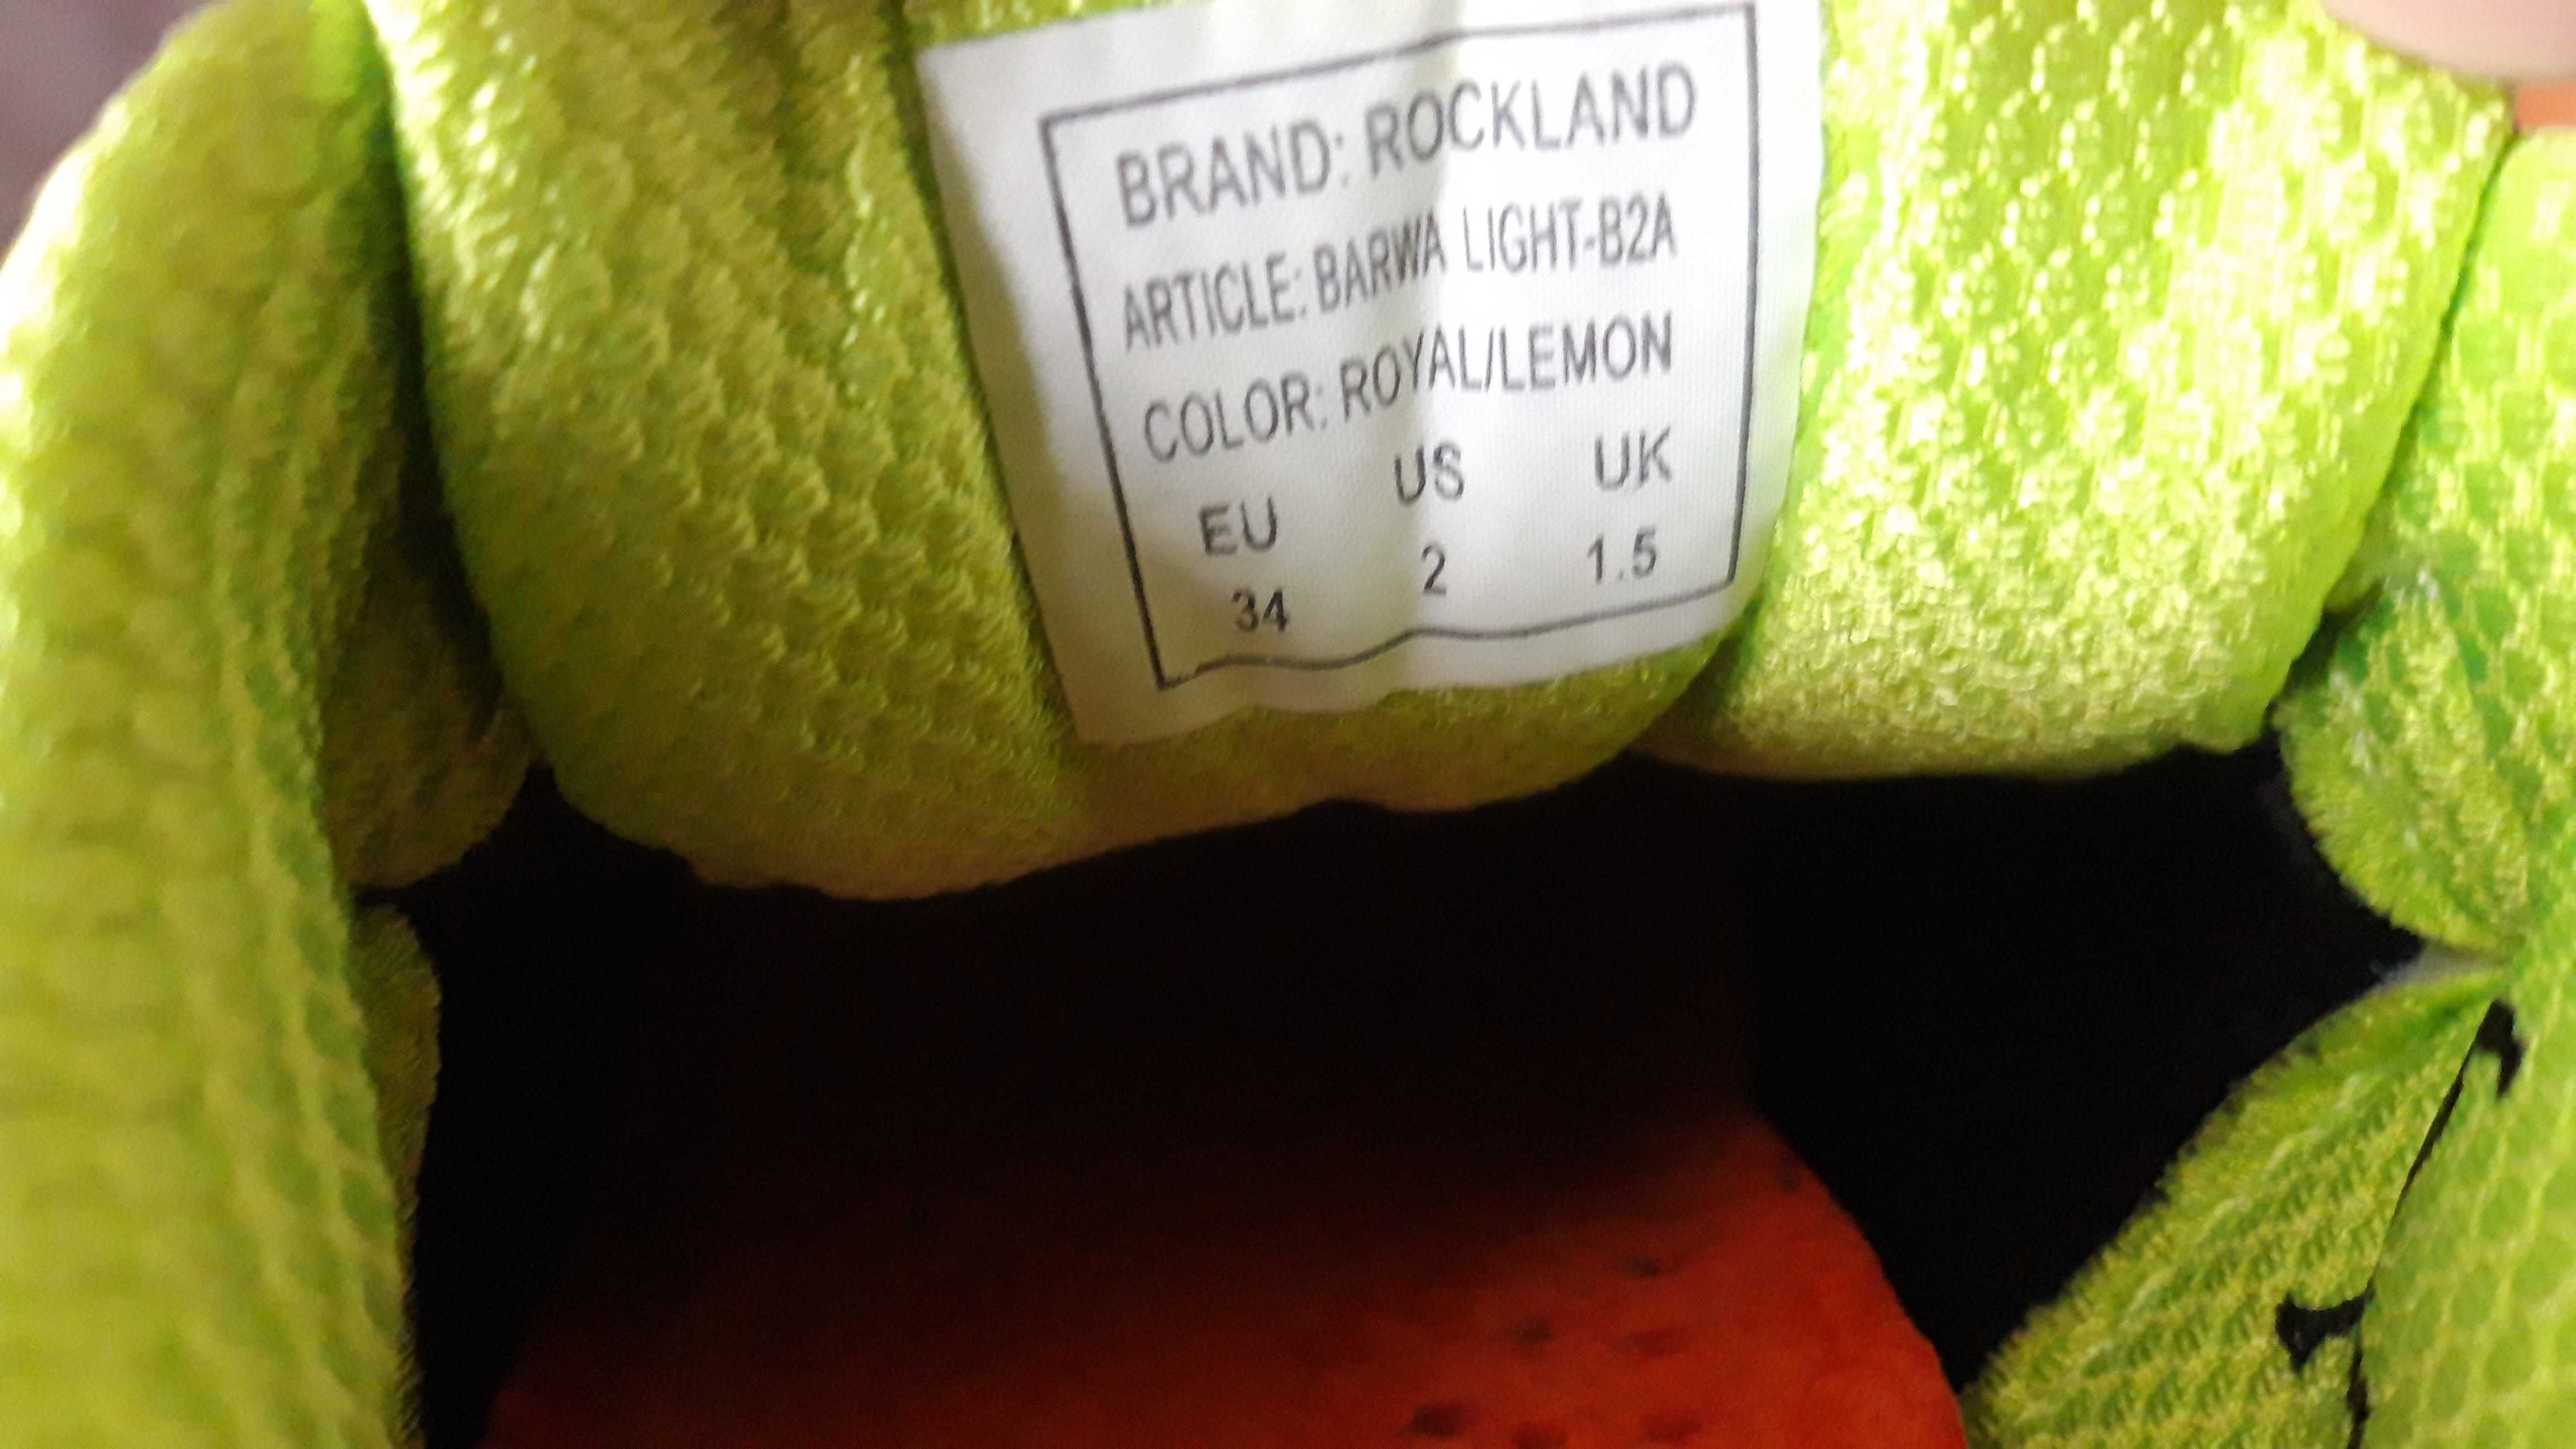 BRAND: ROCKLAND
ARTICLE: BARWA LIGHT-B2A
COLOR: ROYAL/LEMON
EU US UK
34 2 1.5